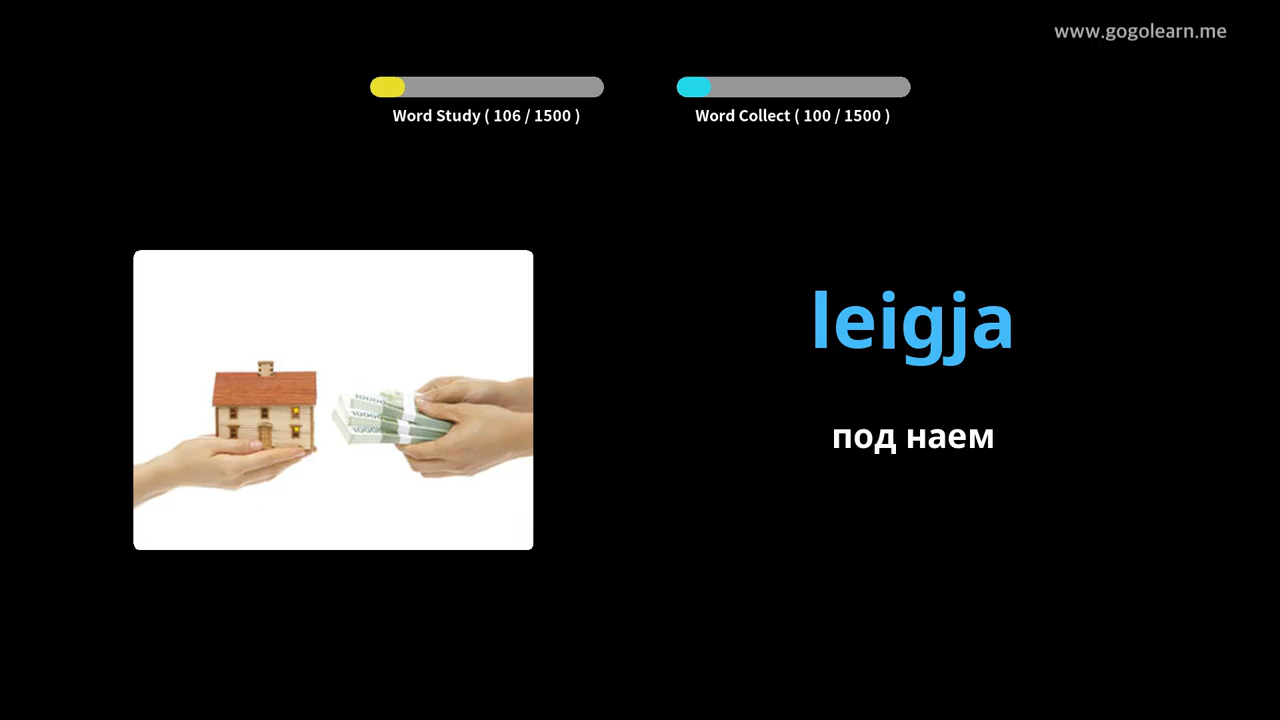 www.gogolearn.me
Word Study ( 106 / 1500 )
Word Collect ( 100 / 1500 )
leigja
под наем